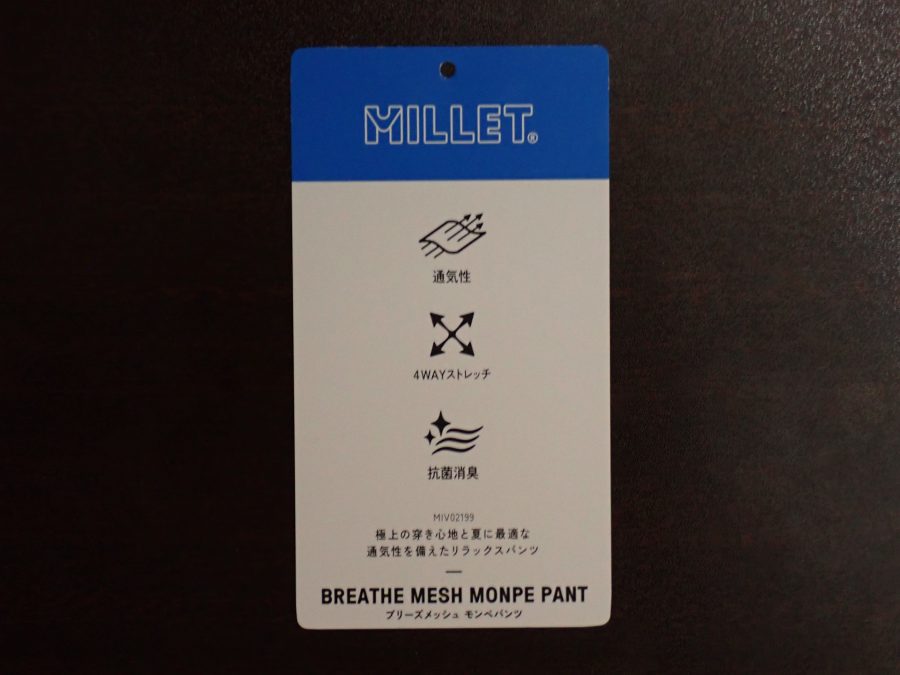 MILLET®
通気性
4WAYストレッチ
抗菌消臭
MIV02199
極上の穿き心地と夏に最適な
通気性を備えたリラックスパンツ
BREATHE MESH MONPE PANT
ブリーズメッシュ モンペパンツ